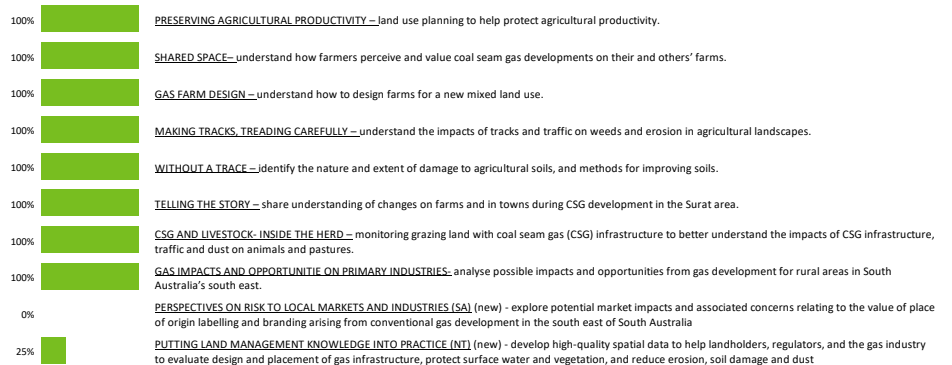 100% PRESERVING AGRICULTURAL PRODUCTIVITY – land use planning to help protect agricultural productivity.
100% SHARED SPACE– understand how farmers perceive and value coal seam gas developments on their and others’ farms.
100% GAS FARM DESIGN – understand how to design farms for a new mixed land use.
100% MAKING TRACKS, TREADING CAREFULLY – understand the impacts of tracks and traffic on weeds and erosion in agricultural landscapes.
100% WITHOUT A TRACE – identify the nature and extent of damage to agricultural soils, and methods for improving soils.
100% TELLING THE STORY – share understanding of changes on farms and in towns during CSG development in the Surat area.
100% CSG AND LIVESTOCK- INSIDE THE HERD – monitoring grazing land with coal seam gas (CSG) infrastructure to better understand the impacts of CSG infrastructure,
traffic and dust on animals and pastures.
100% GAS IMPACTS AND OPPORTUNITIE ON PRIMARY INDUSTRIES- analyse possible impacts and opportunities from gas development for rural areas in South
Australia’s south east.
0% PERSPECTIVES ON RISK TO LOCAL MARKETS AND INDUSTRIES (SA) (new) - explore potential market impacts and associated concerns relating to the value of place
of origin labelling and branding arising from conventional gas development in the south east of South Australia
25% PUTTING LAND MANAGEMENT KNOWLEDGE INTO PRACTICE (NT) (new) - develop high-quality spatial data to help landholders, regulators, and the gas industry
to evaluate design and placement of gas infrastructure, protect surface water and vegetation, and reduce erosion, soil damage and dust